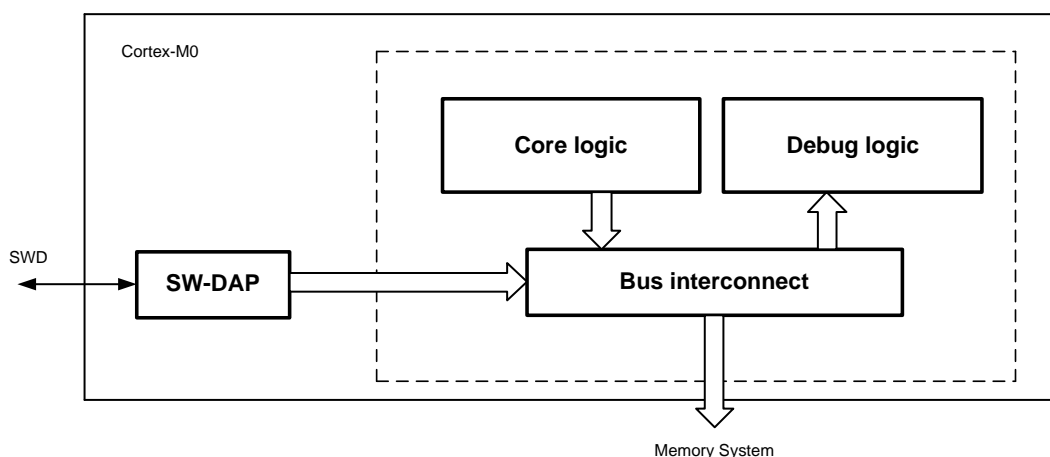 Cortex-M0
Core logic
Debug logic
SWD
SW-DAP
Bus interconnect
Memory System